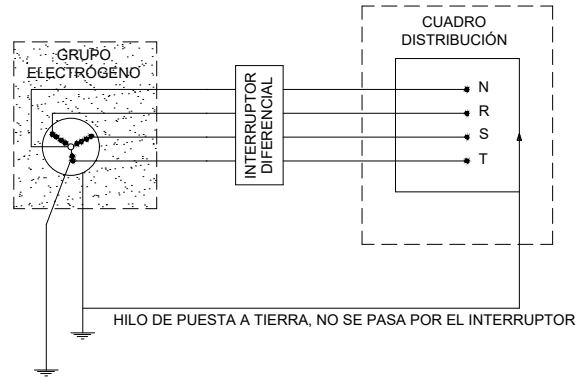 GRUPO
ELECTRÓGENO
INTERRUPTOR
DIFERENCIAL
CUADRO
DISTRIBUCIÓN
N
R
S
T
HILO DE PUESTA A TIERRA, NO SE PASA POR EL INTERRUPTOR